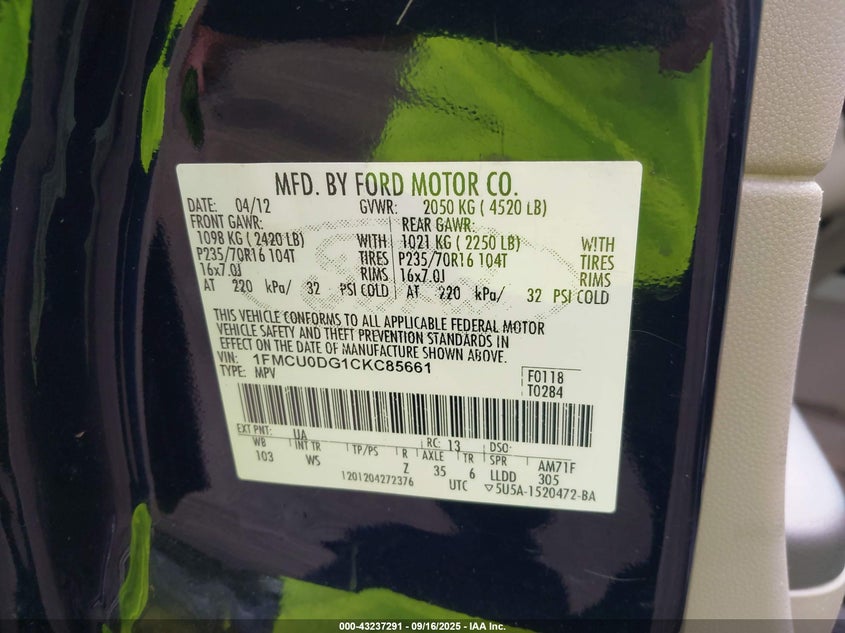 MFD. BY FORD MOTOR CO.
DATE: 04/12 GVWR: 2050 KG ( 4520 LB)
FRONT GAWR: REAR GAWR:
1098 KG ( 2420 LB) WITH 1021 KG ( 2250 LB) WITH
P235/70R16 104T TIRES P235/70R16 104T TIRES
16x7.0J RIMS 16x7.0J RIMS
AT 220 kPa/ 32 PSI COLD AT 220 kPa/ 32 PSI COLD
THIS VEHICLE CONFORMS TO ALL APPLICABLE FEDERAL MOTOR
VEHICLE SAFETY AND THEFT PREVENTION STANDARDS IN
EFFECT ON THE DATE OF MANUFACTURE SHOWN ABOVE.
VIN: 1FMCU0DG1CKC85661
TYPE: MPV
F0118
T0284
EXT PNT: UA RC: 13 DSO:
WB INT TR TP/PS R AXLE TR SPR AM71F
103 WS Z 35 6 LLDD 305
1201204272376 UTC ▽5U5A-1520472-BA
000-43237291 - 09/16/2025 - IAA Inc.